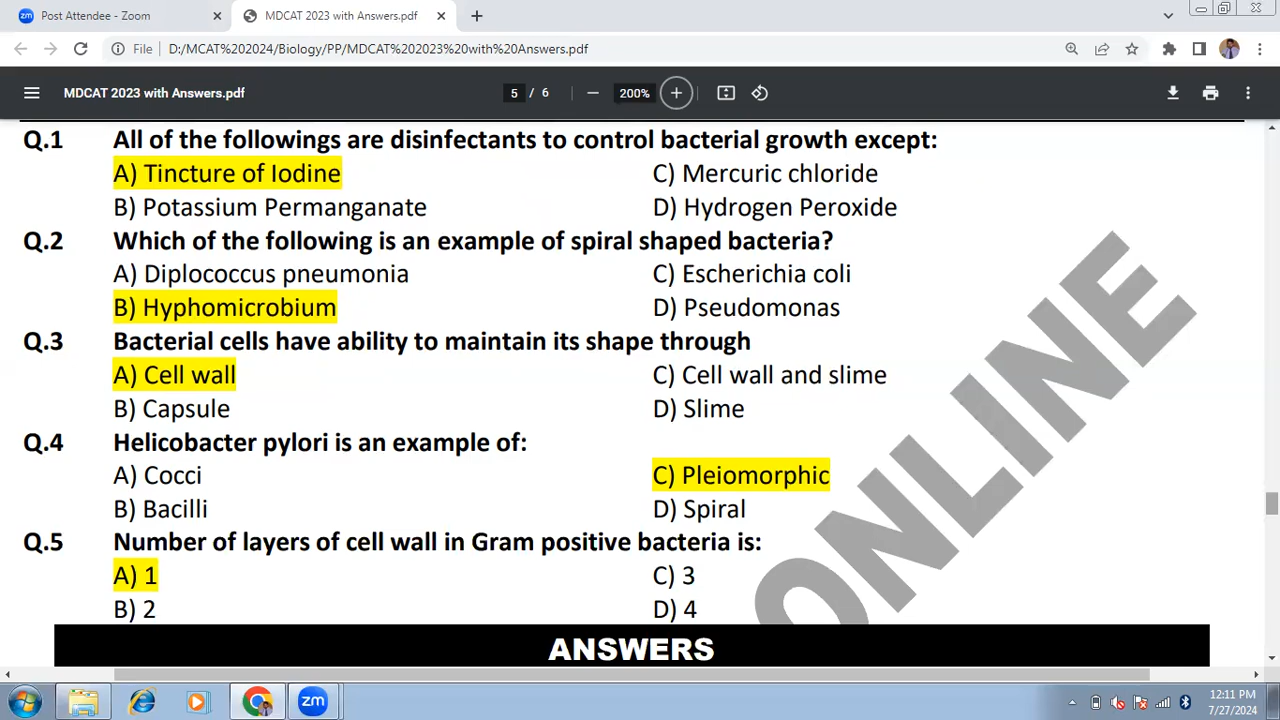 Post Attendee - Zoom
MDCAT 2023 with Answers.pdf
File D:/MCAT%202024/Biology/PP/MDCAT%202023%20with%20Answers.pdf
MDCAT 2023 with Answers.pdf
5 / 6
200%
Q.1 All of the followings are disinfectants to control bacterial growth except:
A) Tincture of Iodine C) Mercuric chloride
B) Potassium Permanganate D) Hydrogen Peroxide
Q.2 Which of the following is an example of spiral shaped bacteria?
A) Diplococcus pneumonia C) Escherichia coli
B) Hyphomicrobium D) Pseudomonas
Q.3 Bacterial cells have ability to maintain its shape through
A) Cell wall C) Cell wall and slime
B) Capsule D) Slime
Q.4 Helicobacter pylori is an example of:
A) Cocci C) Pleiomorphic
B) Bacilli D) Spiral
Q.5 Number of layers of cell wall in Gram positive bacteria is:
A) 1 C) 3
B) 2 D) 4
ONLINE
ANSWERS
zm
12:11 PM
7/27/2024